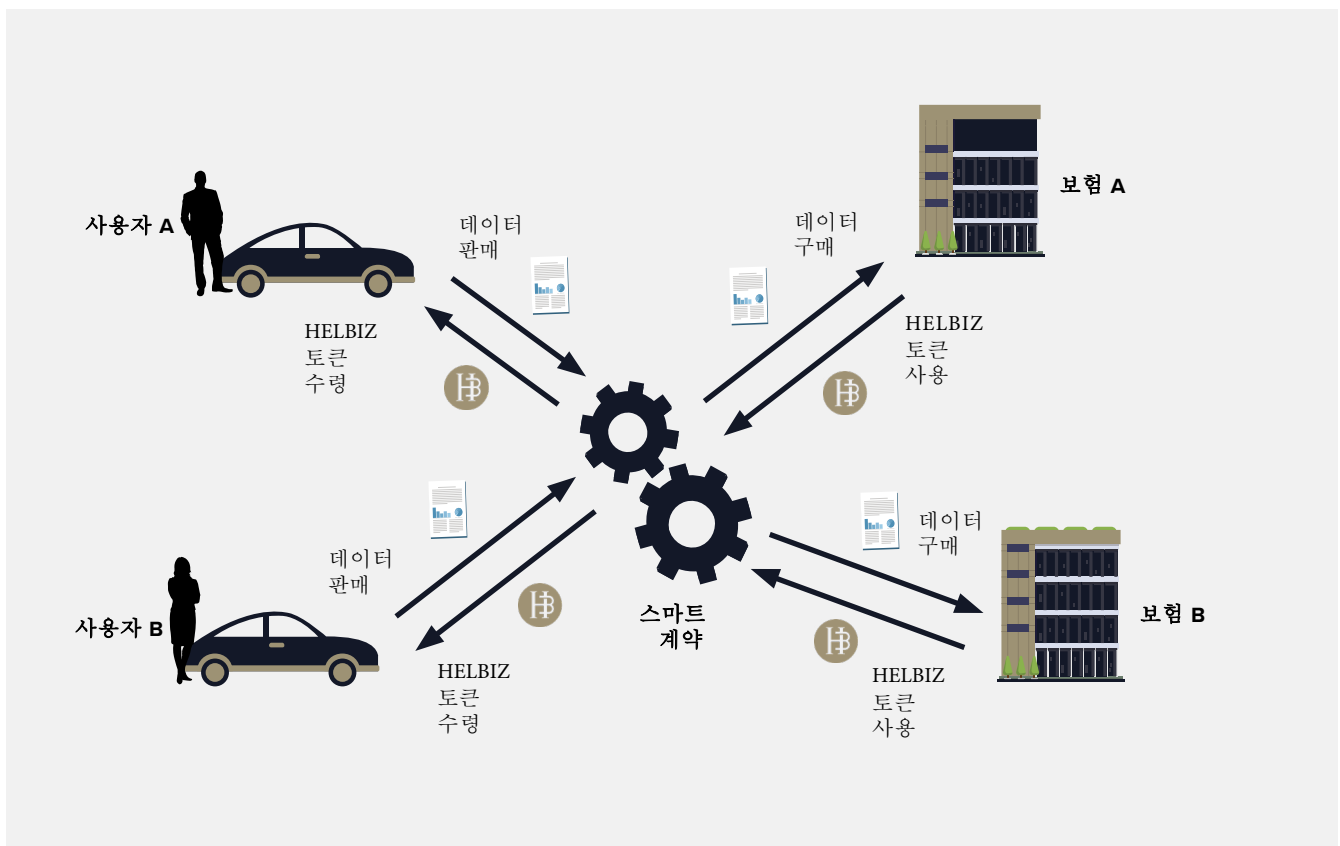 사용자 A
데이터
판매
HELBIZ
토큰
수령
데이터
구매
보험 A
HELBIZ
토큰
사용
데이터
판매
사용자 B
HELBIZ
토큰
수령
스마트
계약
데이터
구매
보험 B
HELBIZ
토큰
사용